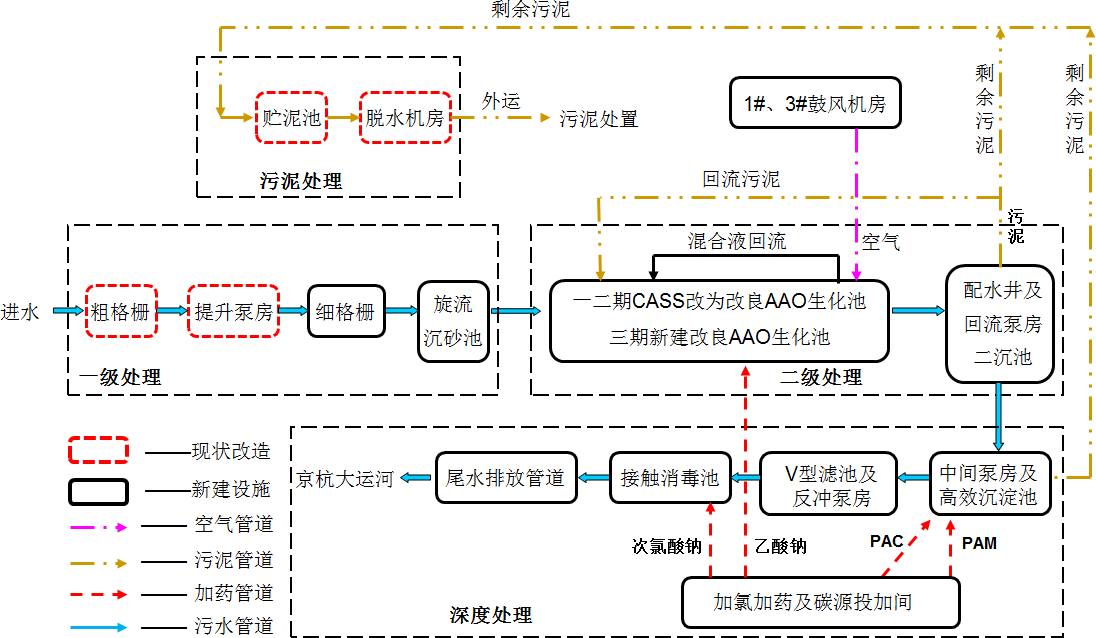 剩余污泥
剩余污泥
剩余污泥
1#、3#鼓风机房
贮泥池
脱水机房
外运
污泥处置
污泥处理
回流污泥
污泥
混合液回流
空气
进水
粗格栅
提升泵房
细格栅
旋流
沉砂池
一级处理
一二期CASS改为改良AAO生化池
三期新建改良AAO生化池
配水井及
回流泵房
二沉池
二级处理
现状改造
新建设施
空气管道
污泥管道
加药管道
污水管道
京杭大运河
尾水排放管道
接触消毒池
V型滤池及
反冲泵房
中间泵房及
高效沉淀池
次氯酸钠
乙酸钠
PAC
PAM
加氯加药及碳源投加间
深度处理